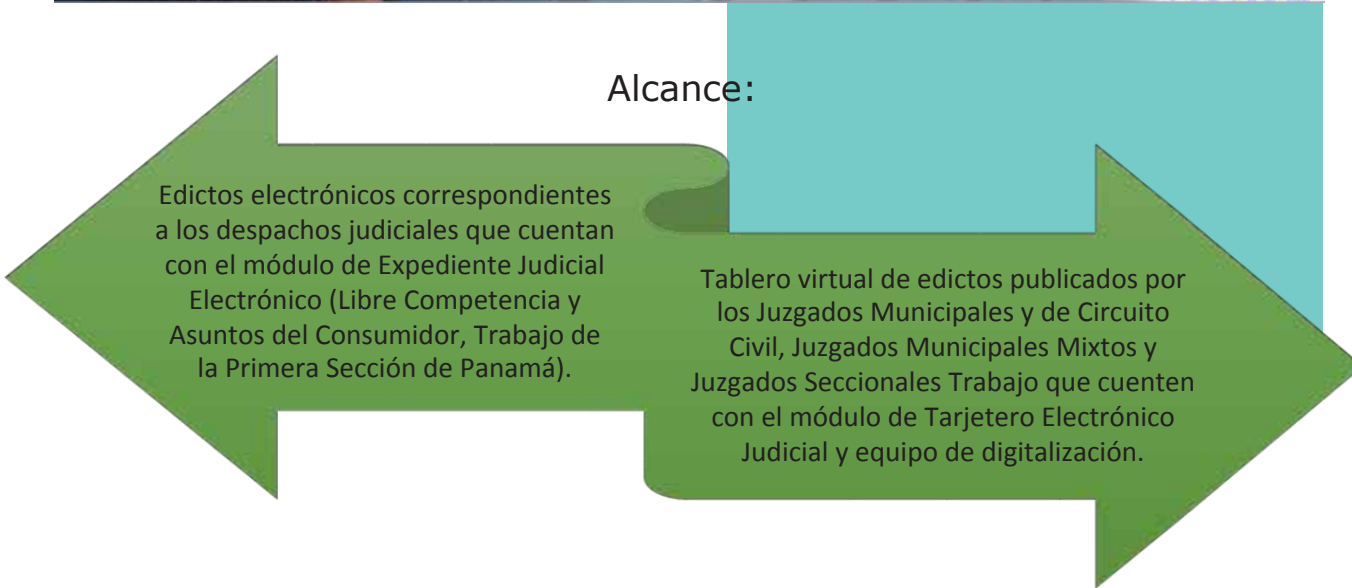 Alcance:
Edictos electrónicos correspondientes
a los despachos judiciales que cuentan
con el módulo de Expediente Judicial
Electrónico (Libre Competencia y
Asuntos del Consumidor, Trabajo de
la Primera Sección de Panamá).
Tablero virtual de edictos publicados por
los Juzgados Municipales y de Circuito
Civil, Juzgados Municipales Mixtos y
Juzgados Seccionales Trabajo que cuenten
con el módulo de Tarjetero Electrónico
Judicial y equipo de digitalización.